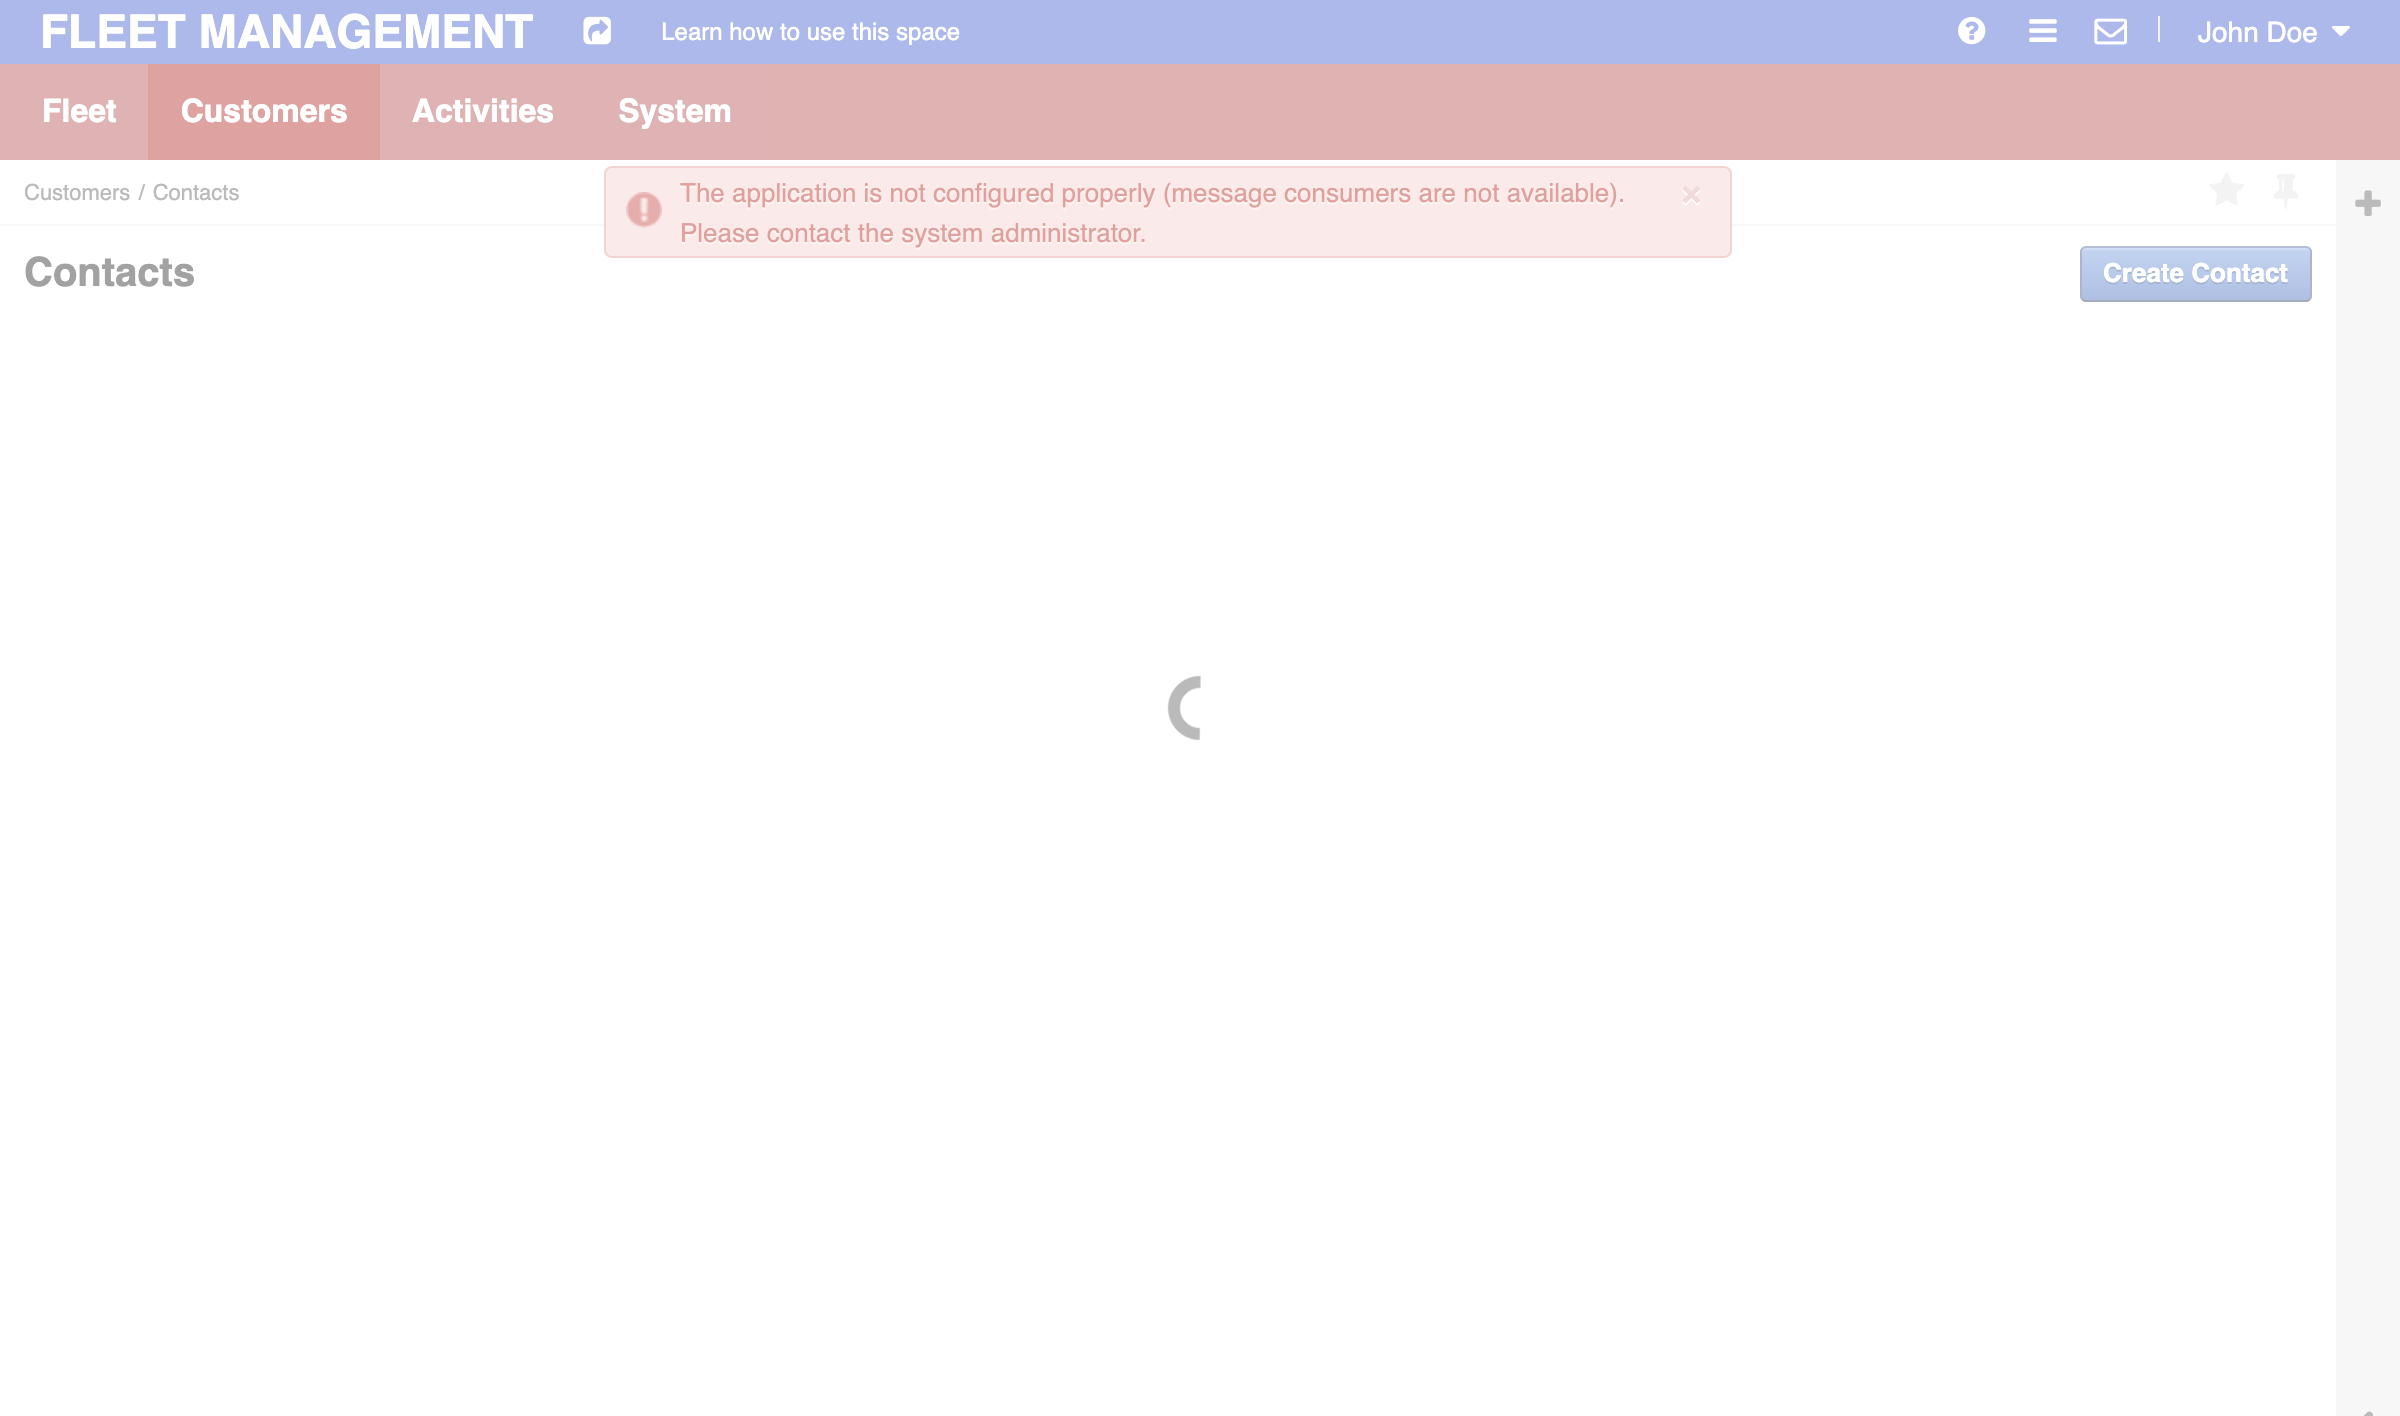 FLEET MANAGEMENT
Learn how to use this space
John Doe
Fleet
Customers
Activities
System
Customers / Contacts
The application is not configured properly (message consumers are not available).
Please contact the system administrator.
Contacts
Create Contact